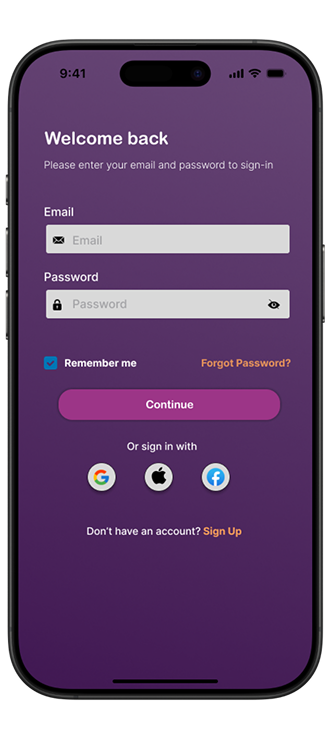 9:41
Welcome back
Please enter your email and password to sign-in
Email
Email
Password
Password
Remember me Forgot Password?
Continue
Or sign in with
Don't have an account? Sign Up